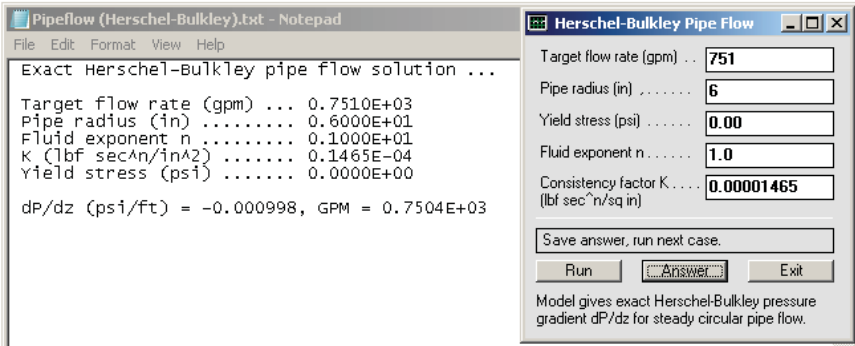 Pipeflow (Herschel-Bulkley).txt - Notepad
File Edit Format View Help
Exact Herschel-Bulkley pipe flow solution ...
Target flow rate (gpm) ... 0.7510E+03
Pipe radius (in) ......... 0.6000E+01
Fluid exponent n ......... 0.1000E+01
K (lbf sec^n/in^2) ....... 0.1465E-04
Yield stress (psi) ....... 0.0000E+00
dP/dz (psi/ft) = -0.000998, GPM = 0.7504E+03
Herschel-Bulkley Pipe Flow
Target flow rate (gpm) . . 751
Pipe radius (in) , . . . . . . 6
Yield stress (psi) . . . . . . 0.00
Fluid exponent n . . . . . . 1.0
Consistency factor K . . . . 0.00001465
(lbf sec^n/sq in)
Save answer, run next case.
Run Answer Exit
Model gives exact Herschel-Bulkley pressure
gradient dP/dz for steady circular pipe flow.